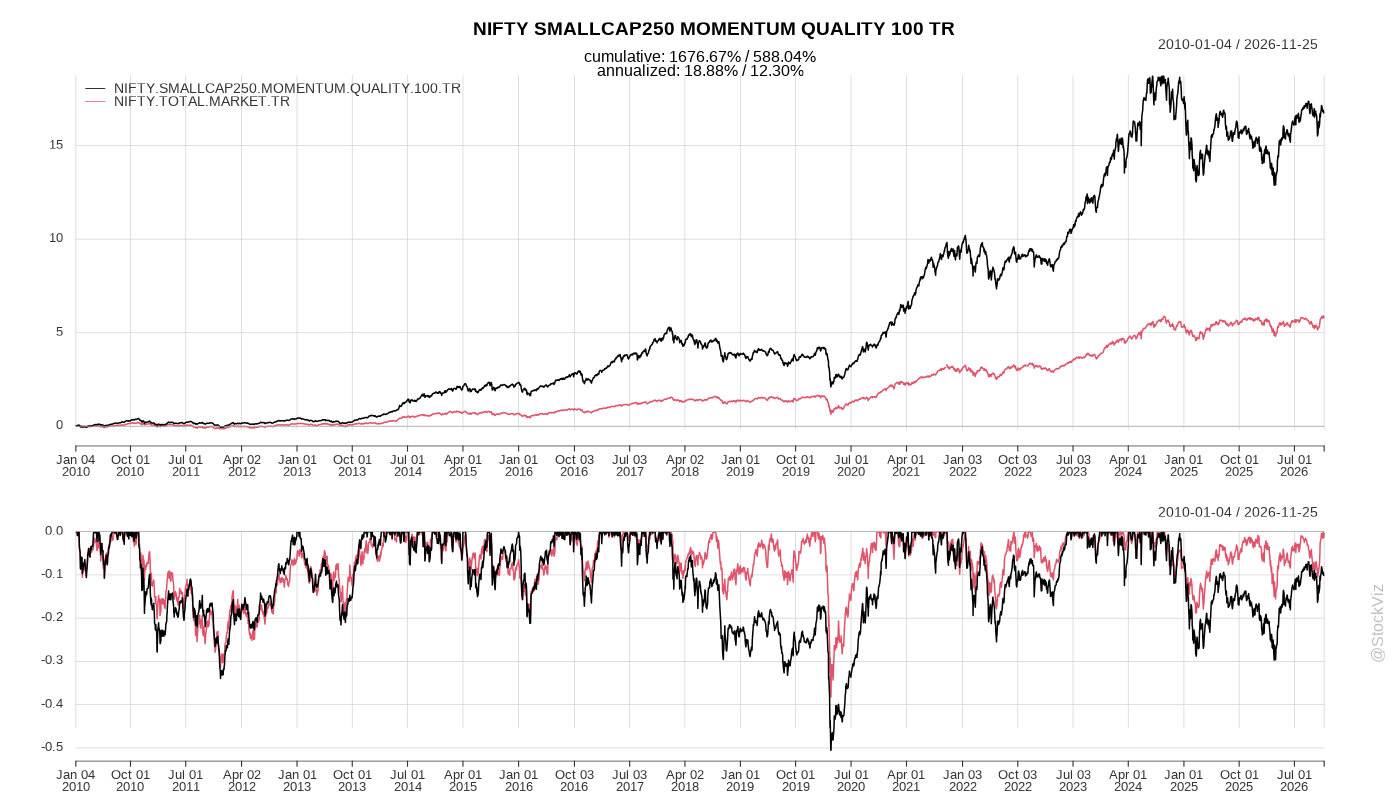 NIFTY SMALLCAP250 MOMENTUM QUALITY 100 TR
2010-01-04 / 2026-11-25
cumulative: 1676.67% / 588.04%
annualized: 18.88% / 12.30%
NIFTY.SMALLCAP250.MOMENTUM.QUALITY.100.TR
NIFTY.TOTAL.MARKET.TR
15
10
5
0
Jan 04 Oct 01 Jul 01 Apr 02 Jan 01 Oct 01 Jul 01 Apr 01 Jan 01 Oct 03 Jul 03 Apr 02 Jan 01 Oct 01 Jul 01 Apr 01 Jan 03 Oct 03 Jul 03 Apr 01 Jan 01 Oct 01 Jul 01
2010 2010 2011 2012 2013 2013 2014 2015 2016 2016 2017 2018 2019 2019 2020 2021 2022 2022 2023 2024 2025 2025 2026
2010-01-04 / 2026-11-25
0.0
-0.1
-0.2
-0.3
-0.4
-0.5
Jan 04 Oct 01 Jul 01 Apr 02 Jan 01 Oct 01 Jul 01 Apr 01 Jan 01 Oct 03 Jul 03 Apr 02 Jan 01 Oct 01 Jul 01 Apr 01 Jan 03 Oct 03 Jul 03 Apr 01 Jan 01 Oct 01 Jul 01
2010 2010 2011 2012 2013 2013 2014 2015 2016 2016 2017 2018 2019 2019 2020 2021 2022 2022 2023 2024 2025 2025 2026
@StockViz